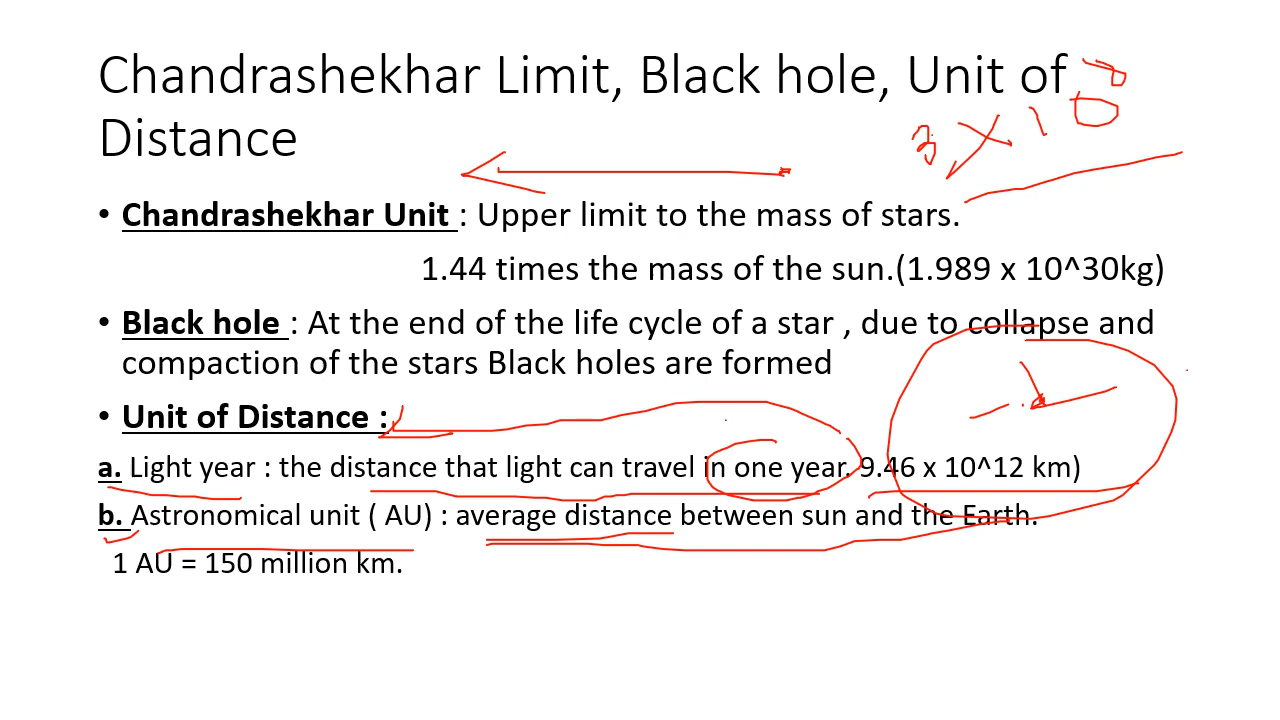 Chandrashekhar Limit, Black hole, Unit of
Distance
3 X 10 8
• Chandrashekhar Unit : Upper limit to the mass of stars.
1.44 times the mass of the sun.(1.989 x 10^30kg)
• Black hole : At the end of the life cycle of a star , due to collapse and
compaction of the stars Black holes are formed
• Unit of Distance :
a. Light year : the distance that light can travel in one year. 9.46 x 10^12 km)
b. Astronomical unit ( AU) : average distance between sun and the Earth.
1 AU = 150 million km.